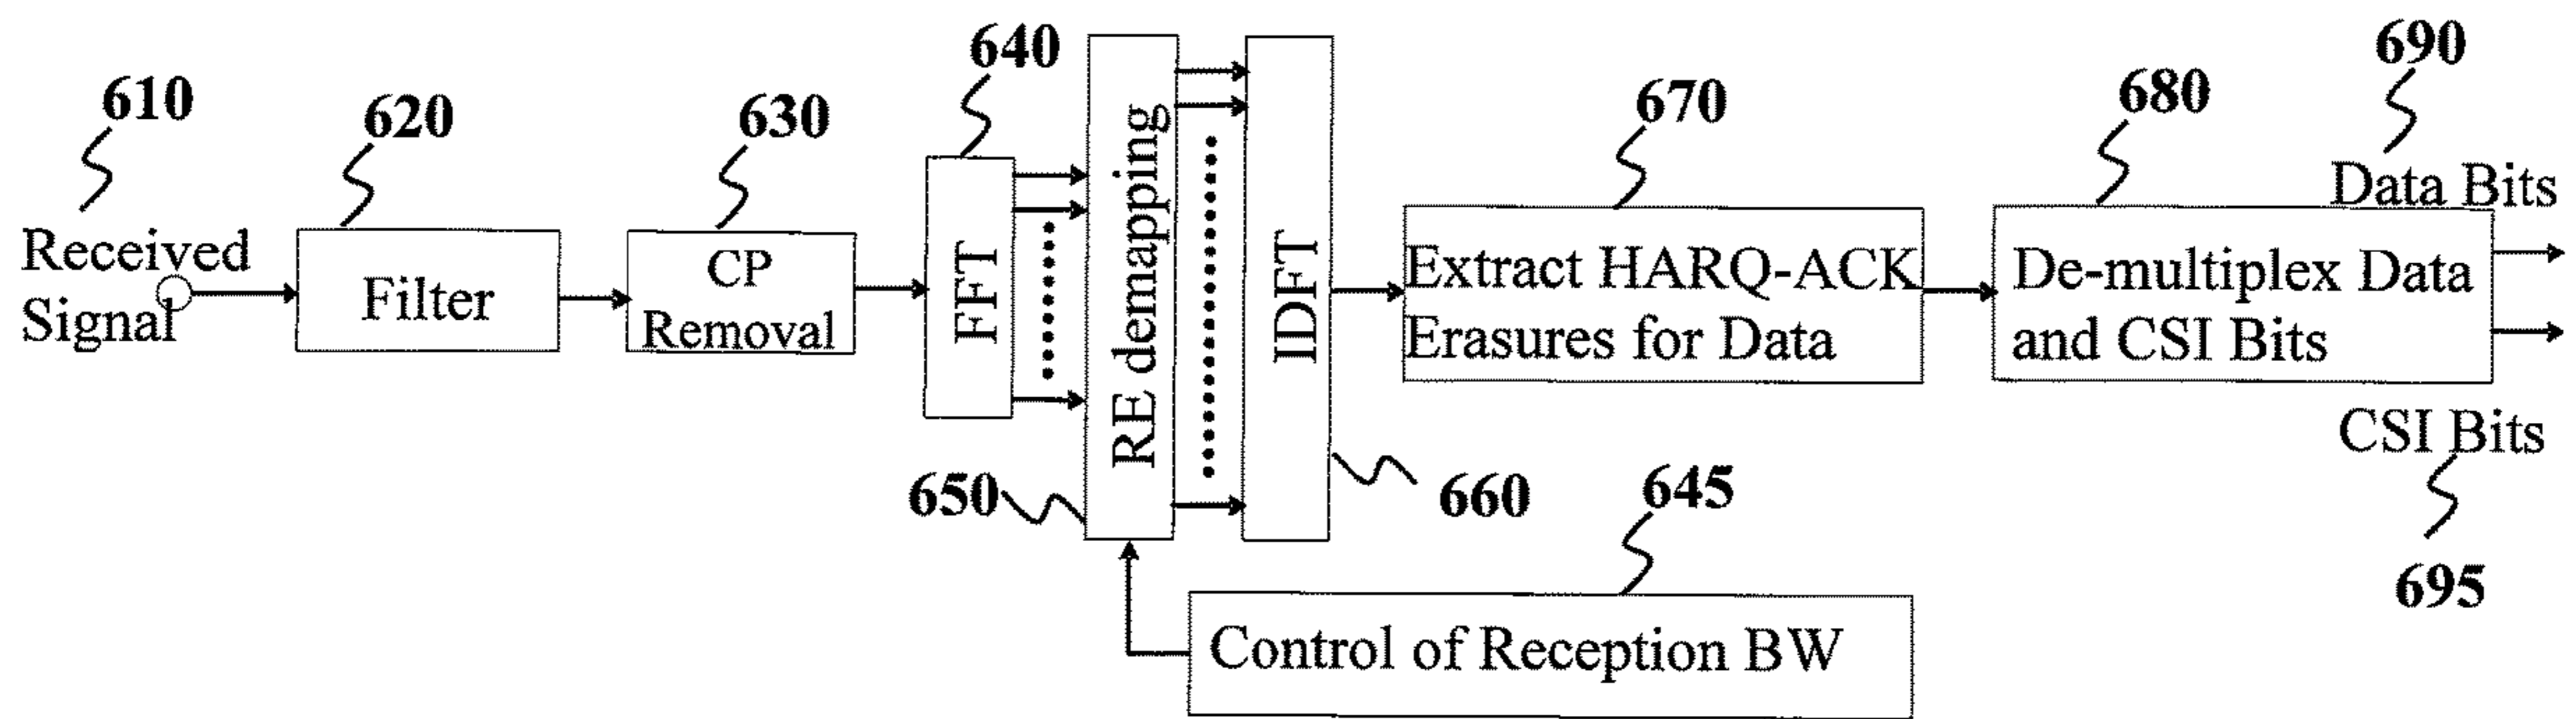 610
Received
Signal
620
Filter
630
CP
Removal
640
FFT
RE demapping
650
IDFT
660
645
Control of Reception BW
670
Extract HARQ-ACK
Erasures for Data
680
De-multiplex Data
and CSI Bits
690
Data Bits
CSI Bits
695